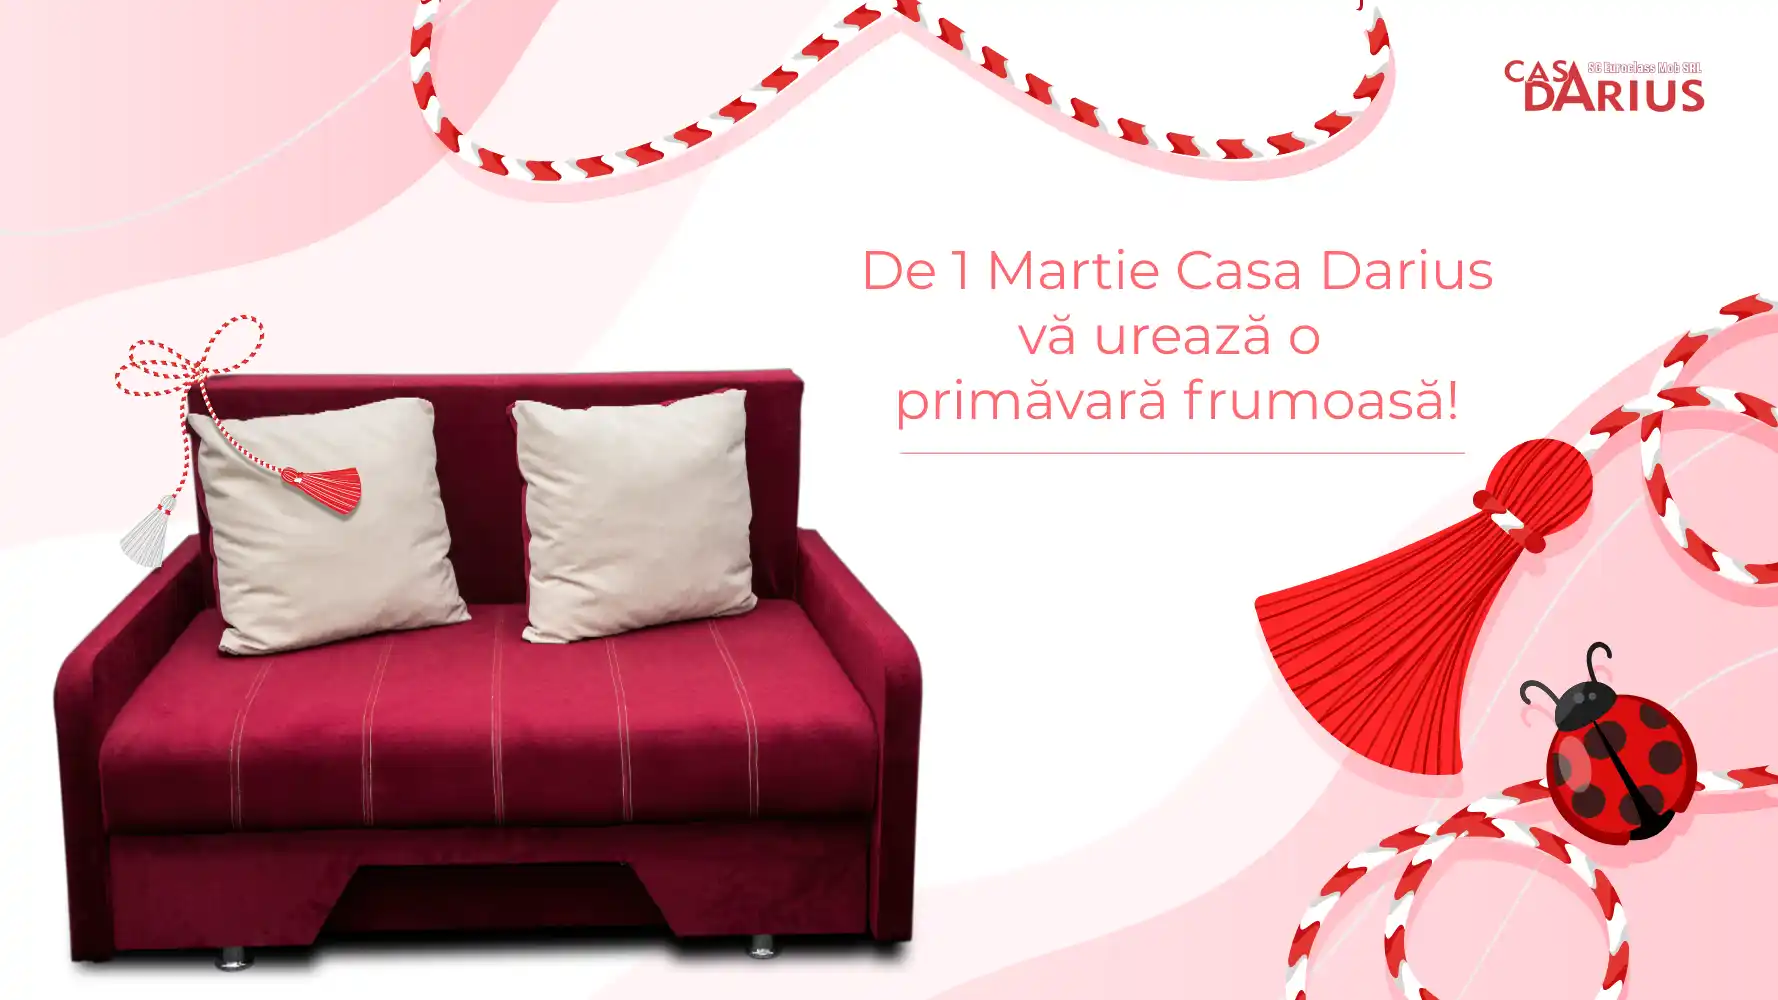 CASA SC Euroclass Mob SRL
DARIUS
De 1 Martie Casa Darius
vă urează o
primăvară frumoasă!